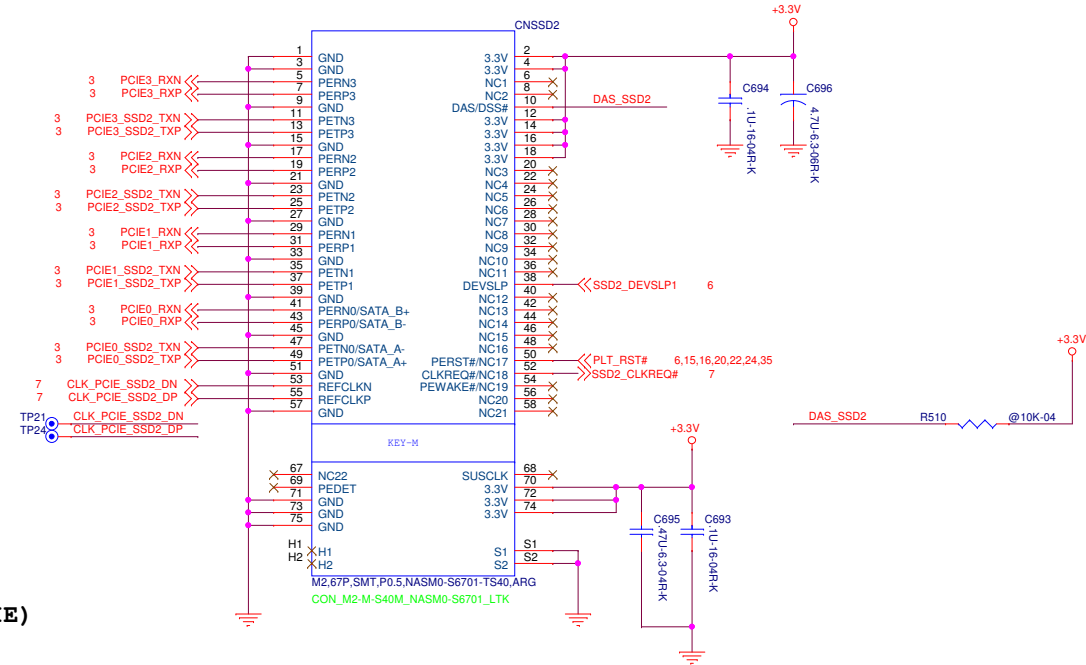 +3.3V
CNSSD2
1 GND 3.3V 2
3 GND 3.3V 4
3 PCIE3_RXN 5 PERN3 NC1 6
3 PCIE3_RXP 7 PERP3 NC2 8
9 GND DAS/DSS# 10 DAS_SSD2
3 PCIE3_SSD2_TXN 11 PETN3 3.3V 12
3 PCIE3_SSD2_TXP 13 PETP3 3.3V 14
15 GND 3.3V 16
3 PCIE2_RXN 17 PERN2 3.3V 18
3 PCIE2_RXP 19 PERP2 NC3 20
21 GND NC4 22
3 PCIE2_SSD2_TXN 23 PETN2 NC5 24
3 PCIE2_SSD2_TXP 25 PETP2 NC6 26
27 GND NC7 28
3 PCIE1_RXN 29 PERN1 NC8 30
3 PCIE1_RXP 31 PERP1 NC9 32
33 GND NC10 34
3 PCIE1_SSD2_TXN 35 PETN1 NC11 36
3 PCIE1_SSD2_TXP 37 PETP1 DEVSLP 38 SSD2_DEVSLP1 6
39 GND NC12 40
3 PCIE0_RXN 41 PERN0/SATA_B+ NC13 42
3 PCIE0_RXP 43 PERP0/SATA_B- NC14 44
45 GND NC15 46
3 PCIE0_SSD2_TXN 47 PETN0/SATA_A- NC16 48
3 PCIE0_SSD2_TXP 49 PETP0/SATA_A+ PERST#/NC17 50 PLT_RST# 6,15,16,20,22,24,35
51 GND CLKREQ#/NC18 52 SSD2_CLKREQ# 7
7 CLK_PCIE_SSD2_DN 53 REFCLKN PEWAKE#/NC19 54
7 CLK_PCIE_SSD2_DP 55 REFCLKP NC20 56
57 GND NC21 58
TP21 CLK_PCIE_SSD2_DN
TP24 CLK_PCIE_SSD2_DP
KEY-M
67 NC22 SUSCLK 68
69 PEDET 3.3V 70
71 GND 3.3V 72
73 GND 3.3V 74
75 GND
H1 H1 S1 S1
H2 H2 S2 S2
M2,67P,SMT,P0.5,NASM0-S6701-TS40,ARG
CON_M2-M-S40M_NASM0-S6701_LTK
C694
.1U-16-04R-K
C696
4.7U-6.3-06R-K
+3.3V
DAS_SSD2 R510 @10K-04
+3.3V
C695
.47U-6.3-04R-K
C693
.1U-16-04R-K
IE)